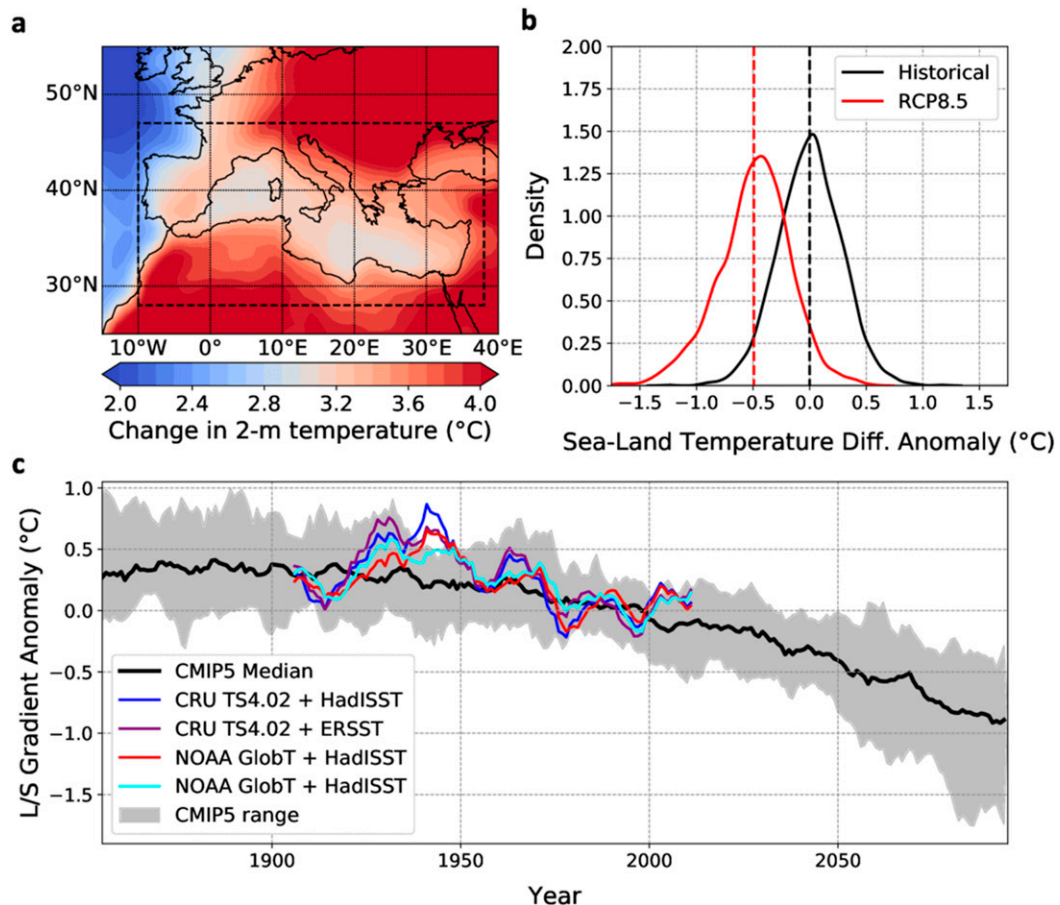 a
50°N
40°N
30°N
10°W 0° 10°E 20°E 30°E 40°E
2.0 2.4 2.8 3.2 3.6 4.0
Change in 2-m temperature (°C)
b
2.00
1.75
1.50
1.25
1.00
0.75
0.50
0.25
0.00
Density
Historical
RCP8.5
−1.5 −1.0 −0.5 0.0 0.5 1.0 1.5
Sea-Land Temperature Diff. Anomaly (°C)
c
1.0
0.5
0.0
−0.5
−1.0
−1.5
L/S Gradient Anomaly (°C)
CMIP5 Median
CRU TS4.02 + HadISST
CRU TS4.02 + ERSST
NOAA GlobT + HadISST
NOAA GlobT + HadISST
CMIP5 range
1900 1950 2000 2050
Year